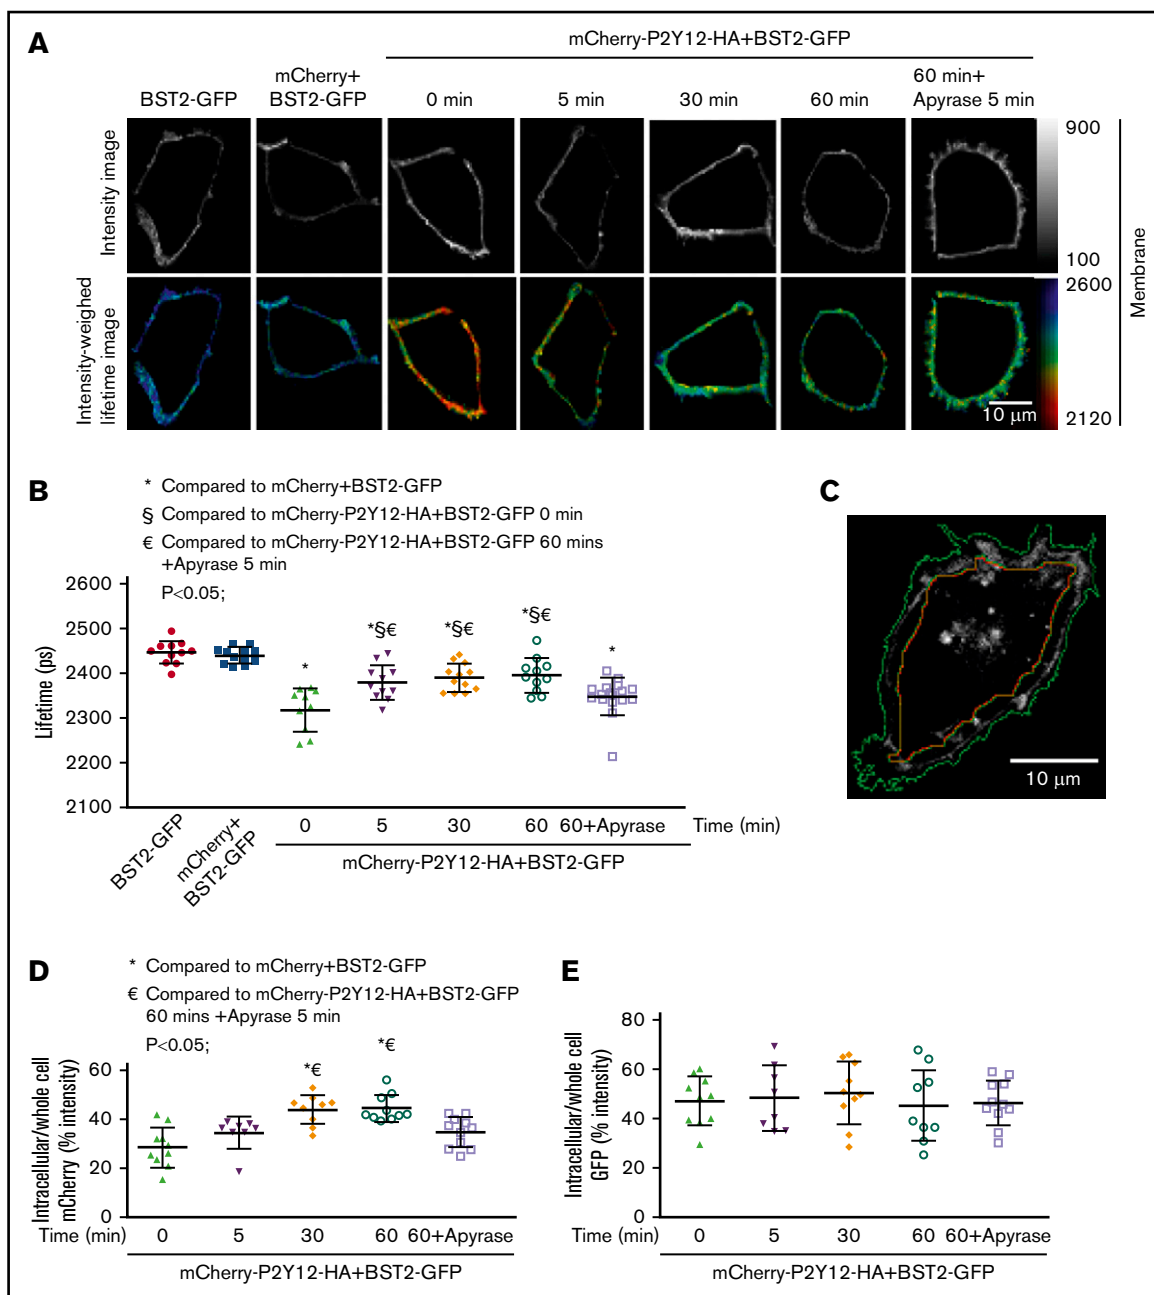 A
mCherry-P2Y12-HA+BST2-GFP
BST2-GFP
mCherry+
BST2-GFP
0 min
5 min
30 min
60 min
60 min+
Apyrase 5 min
Intensity image
900
100
Intensity-weighed
lifetime image
2600
2120
10 μm
Membrane
B
* Compared to mCherry+BST2-GFP
§ Compared to mCherry-P2Y12-HA+BST2-GFP 0 min
€ Compared to mCherry-P2Y12-HA+BST2-GFP 60 mins
+Apyrase 5 min
P<0.05;
Lifetime (ps)
2600
2500
2400
2300
2200
2100
*
*§€
*§€
*§€
*
BST2-GFP
mCherry+
BST2-GFP
0
5
30
60
60+Apyrase
Time (min)
mCherry-P2Y12-HA+BST2-GFP
C
10 μm
D
* Compared to mCherry+BST2-GFP
€ Compared to mCherry-P2Y12-HA+BST2-GFP
60 mins +Apyrase 5 min
P<0.05;
Intracellular/whole cell
mCherry (% intensity)
60
40
20
0
*€
*€
Time (min)
0
5
30
60
60+Apyrase
mCherry-P2Y12-HA+BST2-GFP
E
Intracellular/whole cell
GFP (% intensity)
80
60
40
20
0
Time (min)
0
5
30
60
60+Apyrase
mCherry-P2Y12-HA+BST2-GFP